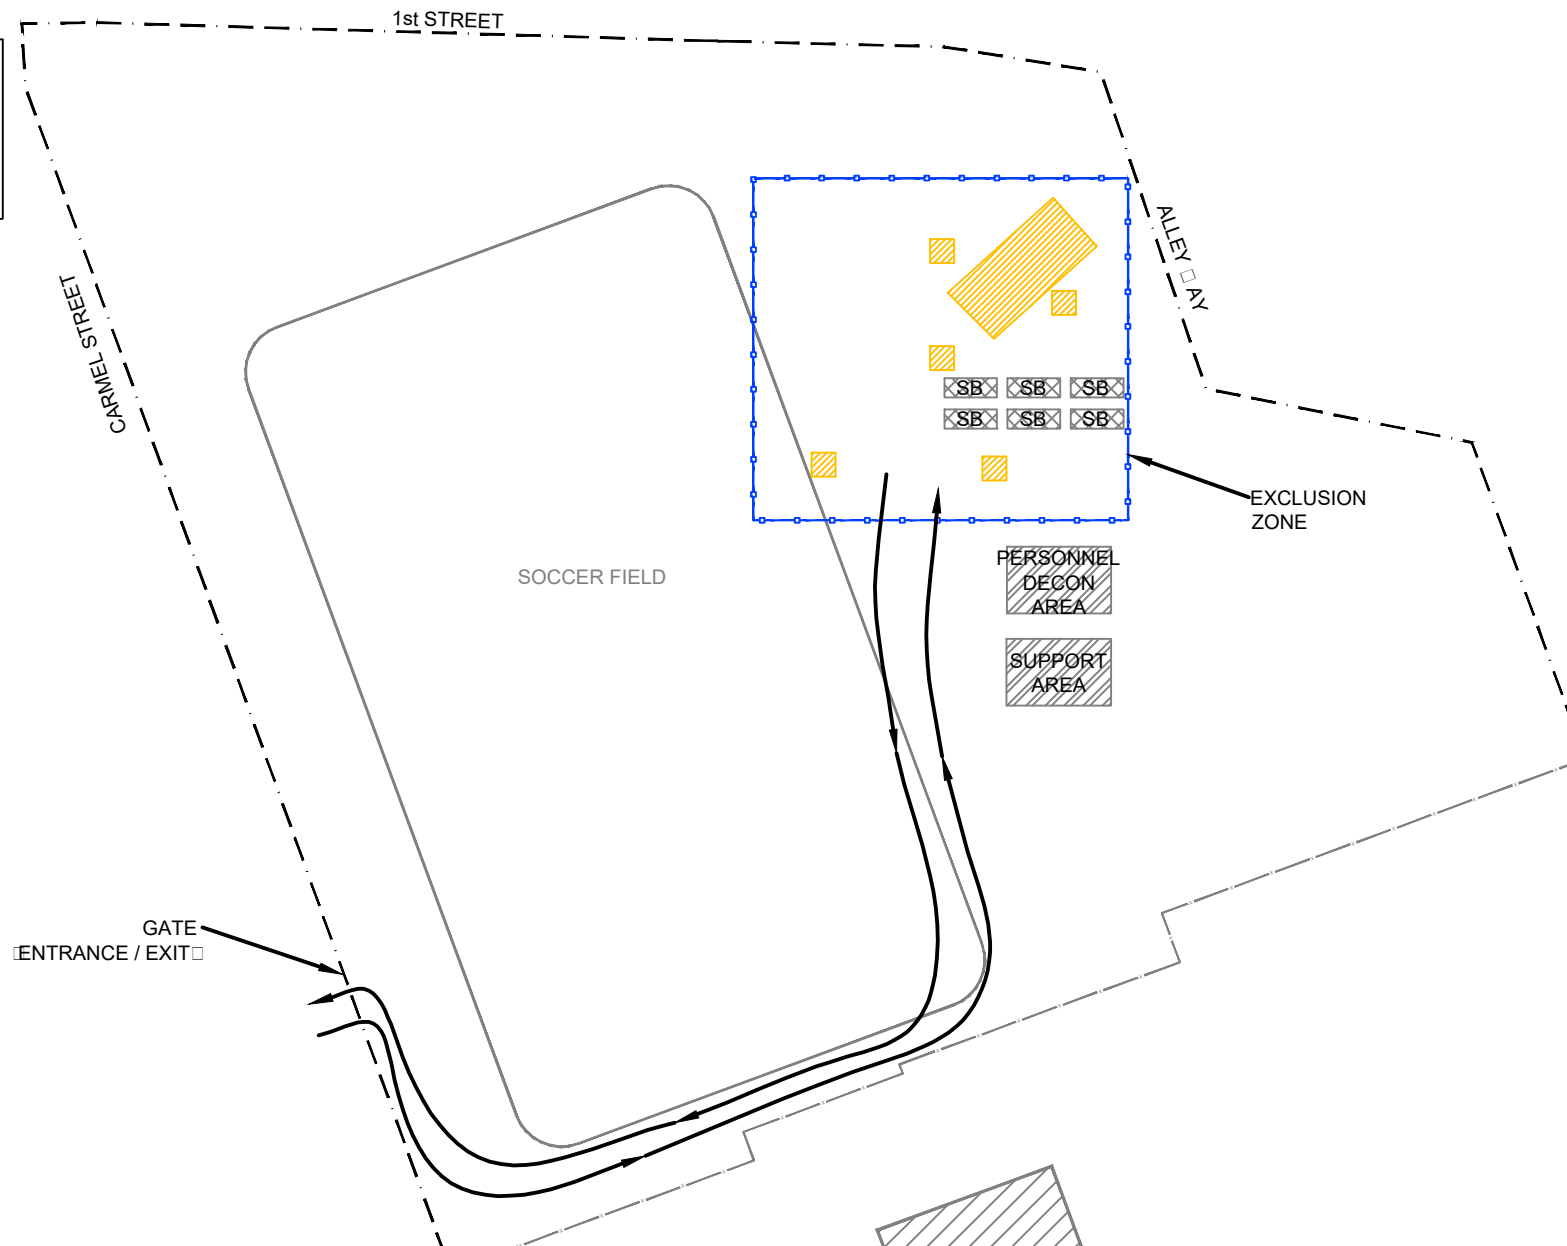 1st STREET
CARMEL STREET
ALLEY □ AY
SB SB SB
SB SB SB
EXCLUSION
ZONE
PERSONNEL
DECON
AREA
SOCCER FIELD
SUPPORT
AREA
GATE
□ENTRANCE / EXIT□